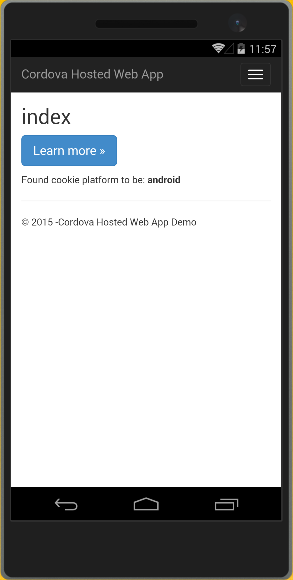 11:57
Cordova Hosted Web App
index
Learn more »
Found cookie platform to be: android
© 2015 -Cordova Hosted Web App Demo